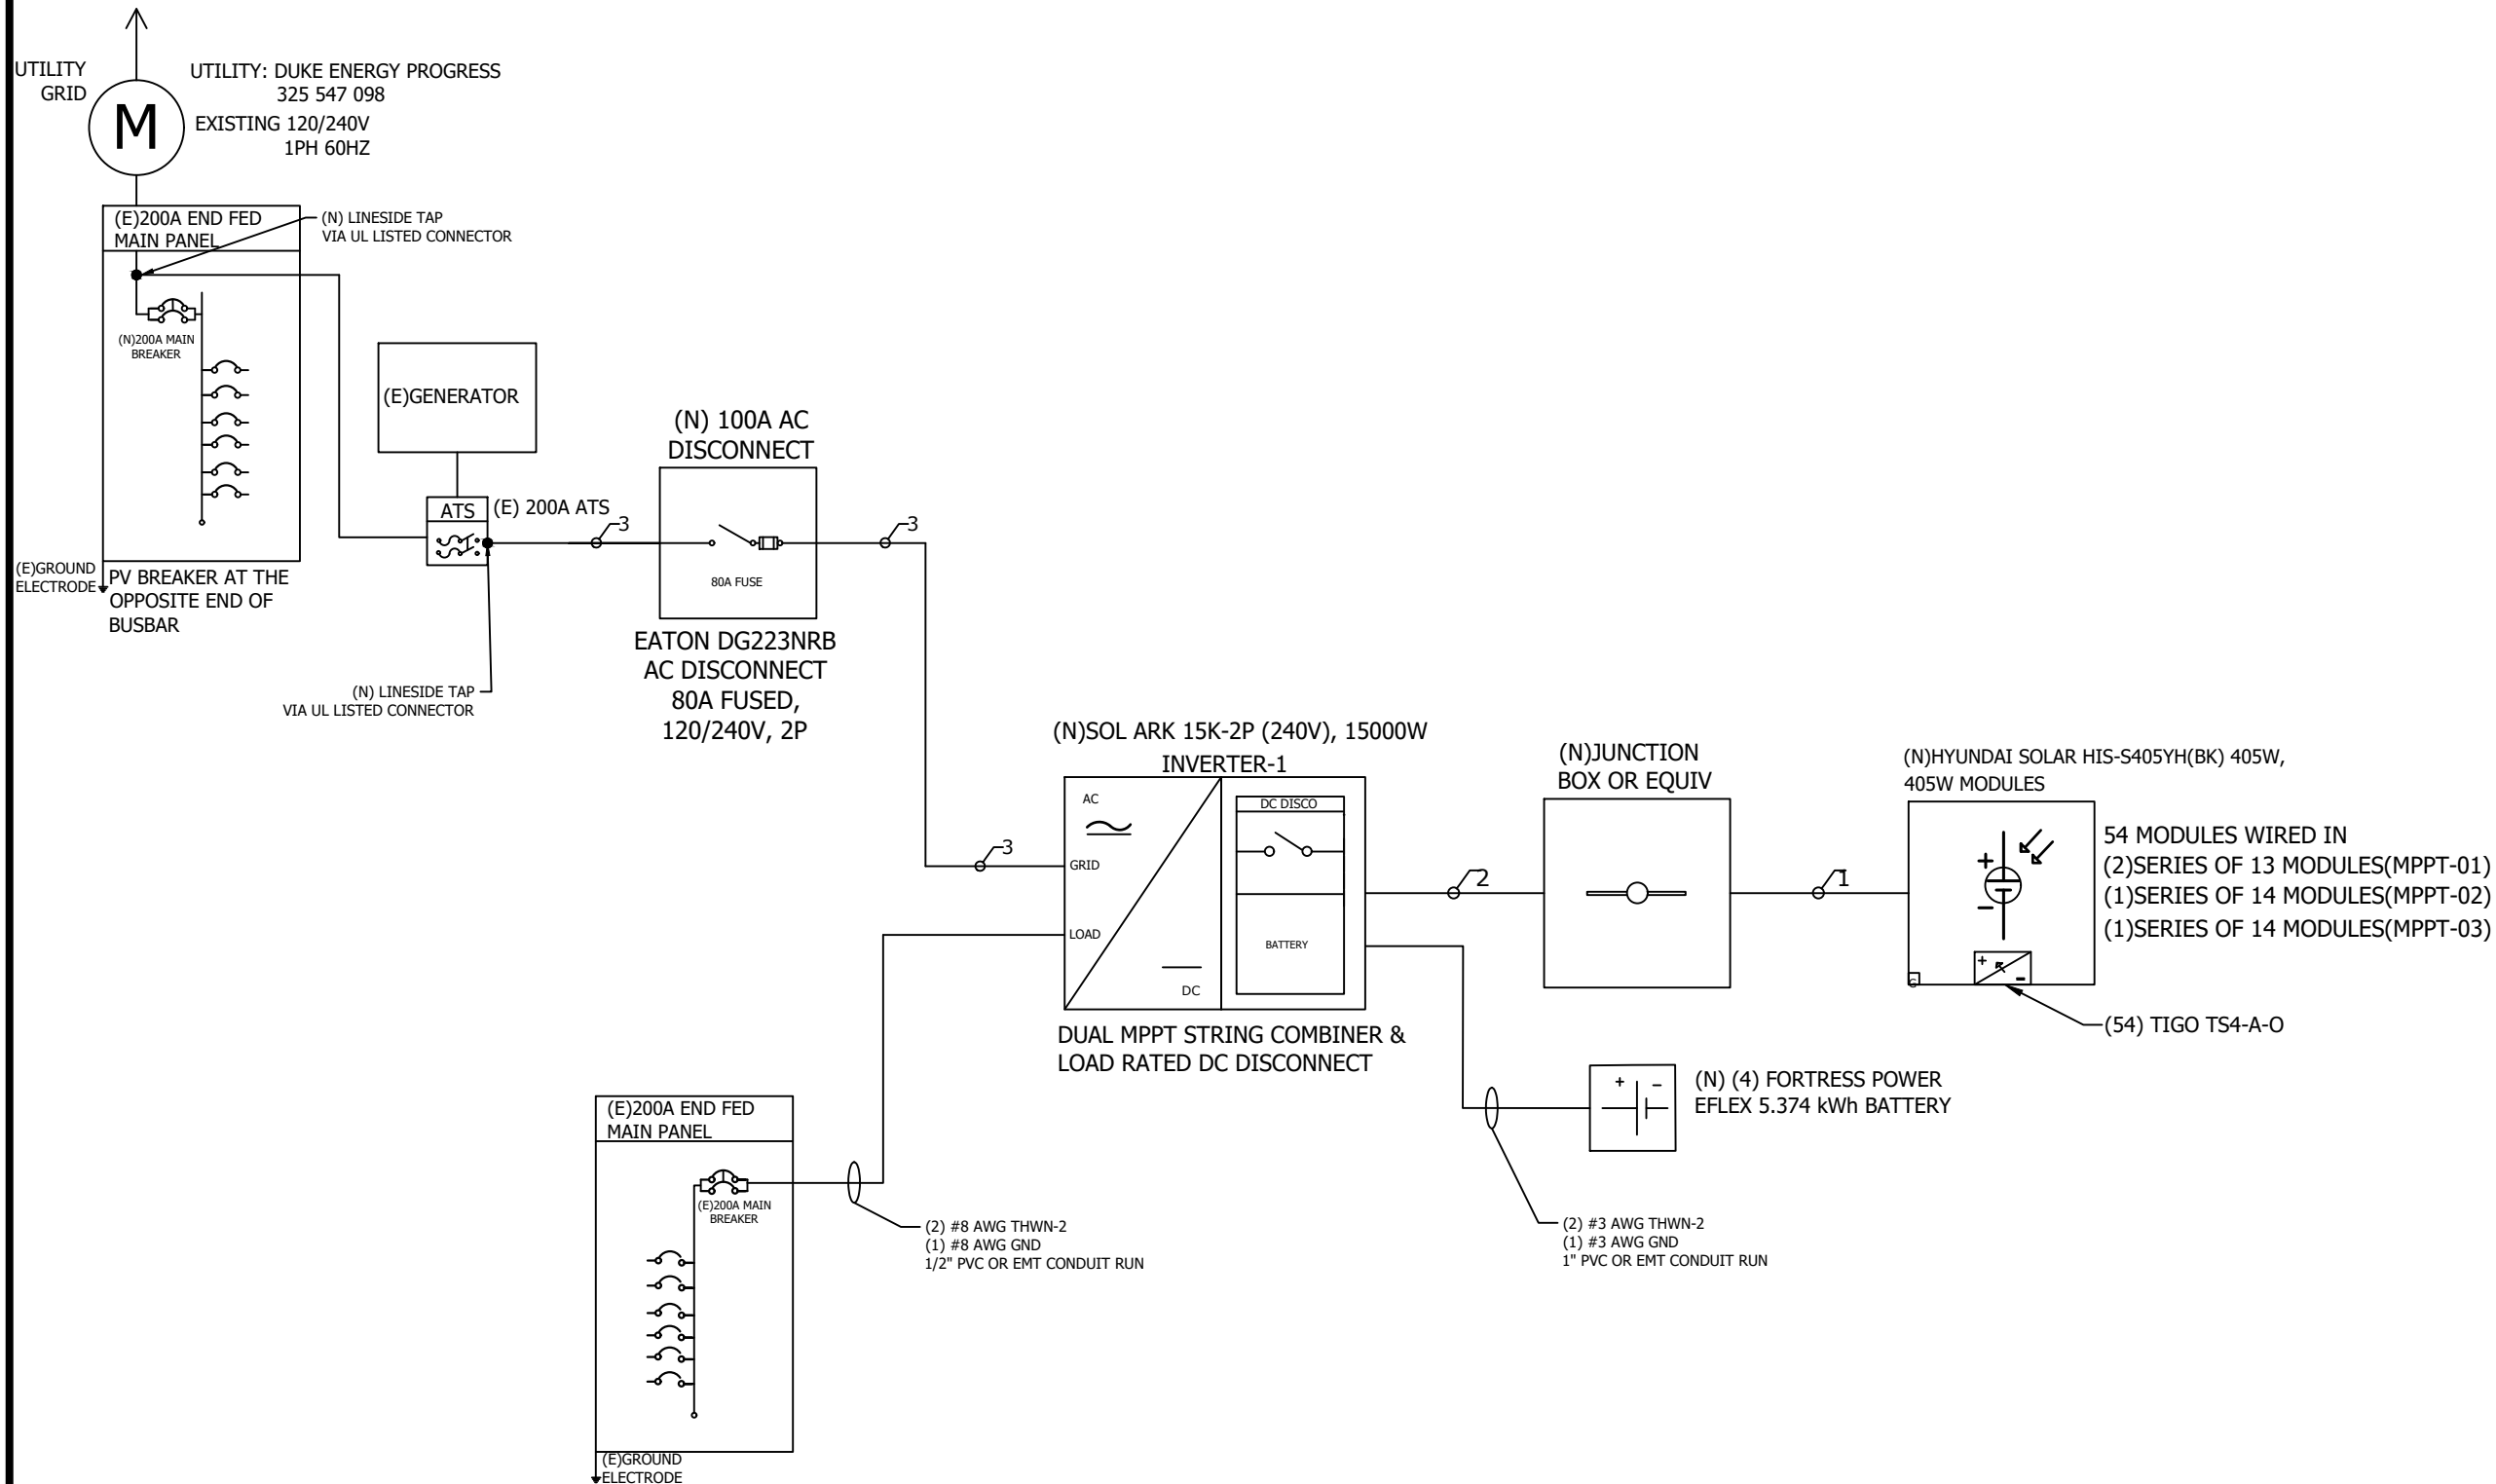 UTILITY
GRID
UTILITY: DUKE ENERGY PROGRESS
325 547 098
M
EXISTING 120/240V
1PH 60HZ
(E)200A END FED
MAIN PANEL
(N) LINESIDE TAP
VIA UL LISTED CONNECTOR
(N)200A MAIN
BREAKER
(E)GROUND
ELECTRODE
PV BREAKER AT THE
OPPOSITE END OF
BUSBAR
(E)GENERATOR
ATS
(E) 200A ATS
3
(N) LINESIDE TAP
VIA UL LISTED CONNECTOR
(N) 100A AC
DISCONNECT
80A FUSE
3
EATON DG223NRB
AC DISCONNECT
80A FUSED,
120/240V, 2P
(N)SOL ARK 15K-2P (240V), 15000W
INVERTER-1
AC
GRID
LOAD
DC
DC DISCO
BATTERY
3
DUAL MPPT STRING COMBINER &
LOAD RATED DC DISCONNECT
2
(N)JUNCTION
BOX OR EQUIV
1
(N)HYUNDAI SOLAR HIS-S405YH(BK) 405W,
405W MODULES
+
−
+
-
G
54 MODULES WIRED IN
(2)SERIES OF 13 MODULES(MPPT-01)
(1)SERIES OF 14 MODULES(MPPT-02)
(1)SERIES OF 14 MODULES(MPPT-03)
(54) TIGO TS4-A-O
+ −
(N) (4) FORTRESS POWER
EFLEX 5.374 kWh BATTERY
(2) #3 AWG THWN-2
(1) #3 AWG GND
1" PVC OR EMT CONDUIT RUN
(E)200A END FED
MAIN PANEL
(E)200A MAIN
BREAKER
(2) #8 AWG THWN-2
(1) #8 AWG GND
1/2" PVC OR EMT CONDUIT RUN
(E)GROUND
ELECTRODE